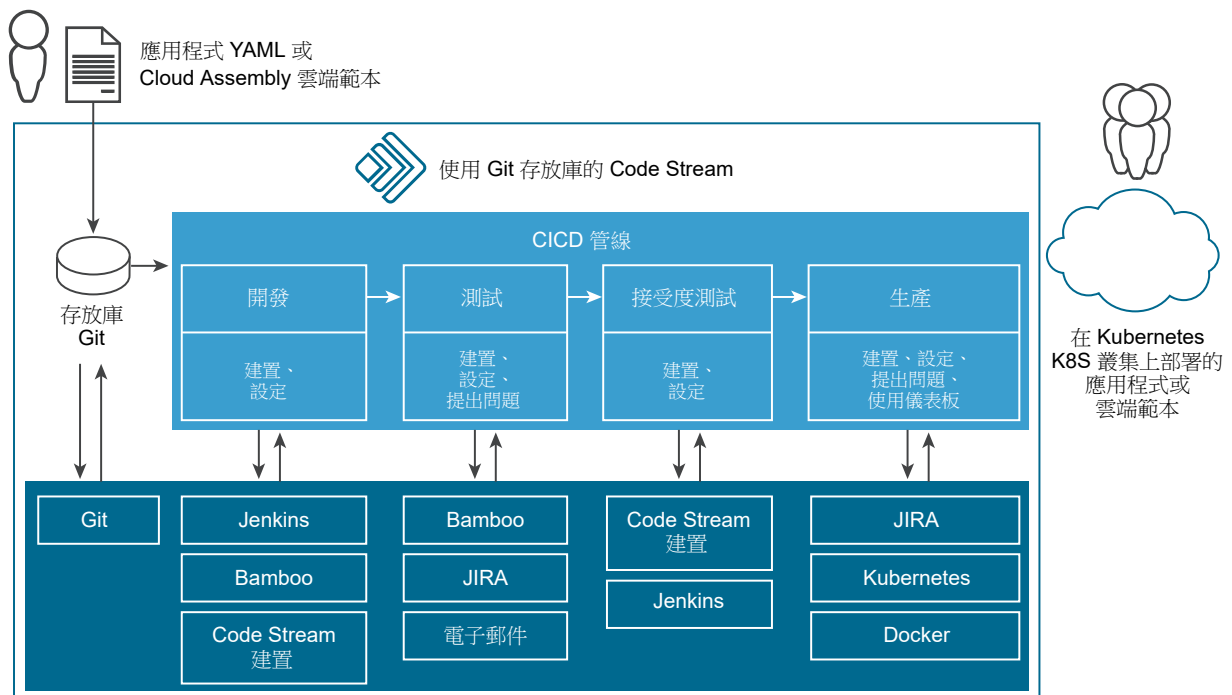 應用程式 YAML 或
Cloud Assembly 雲端範本
使用 Git 存放庫的 Code Stream
CICD 管線
存放庫
Git
開發
建置、
設定
測試
建置、
設定、
提出問題
接受度測試
建置、
設定
生產
建置、設定、
提出問題、
使用儀表板
在 Kubernetes
K8S 叢集上部署的
應用程式或
雲端範本
Git
Jenkins
Bamboo
Code Stream
建置
Bamboo
JIRA
電子郵件
Code Stream
建置
Jenkins
JIRA
Kubernetes
Docker